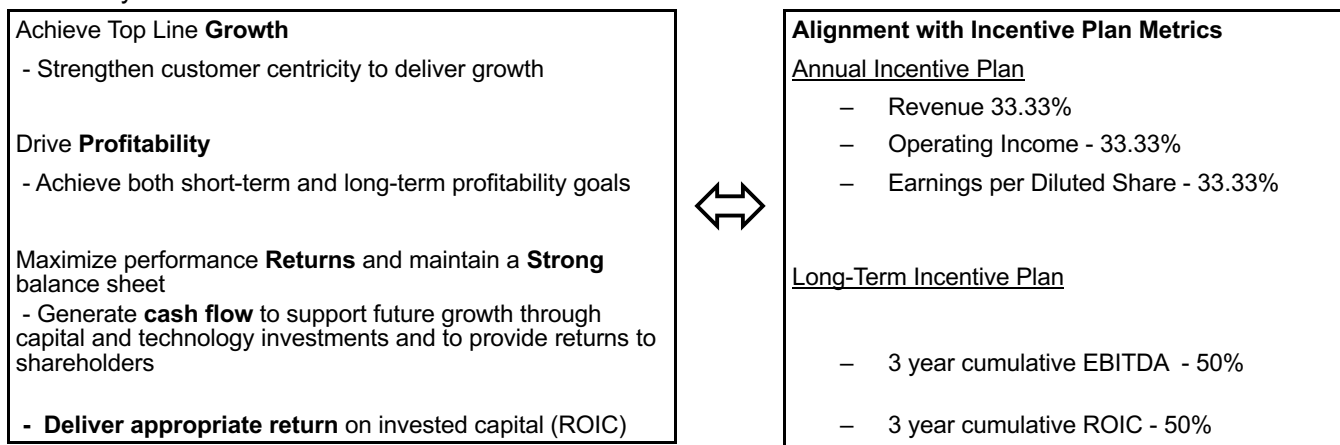 Achieve Top Line Growth
- Strengthen customer centricity to deliver growth
Drive Profitability
- Achieve both short-term and long-term profitability goals
Maximize performance Returns and maintain a Strong
balance sheet
- Generate cash flow to support future growth through
capital and technology investments and to provide returns to
shareholders
- Deliver appropriate return on invested capital (ROIC)
Alignment with Incentive Plan Metrics
Annual Incentive Plan
– Revenue 33.33%
– Operating Income - 33.33%
– Earnings per Diluted Share - 33.33%
Long-Term Incentive Plan
– 3 year cumulative EBITDA - 50%
– 3 year cumulative ROIC - 50%